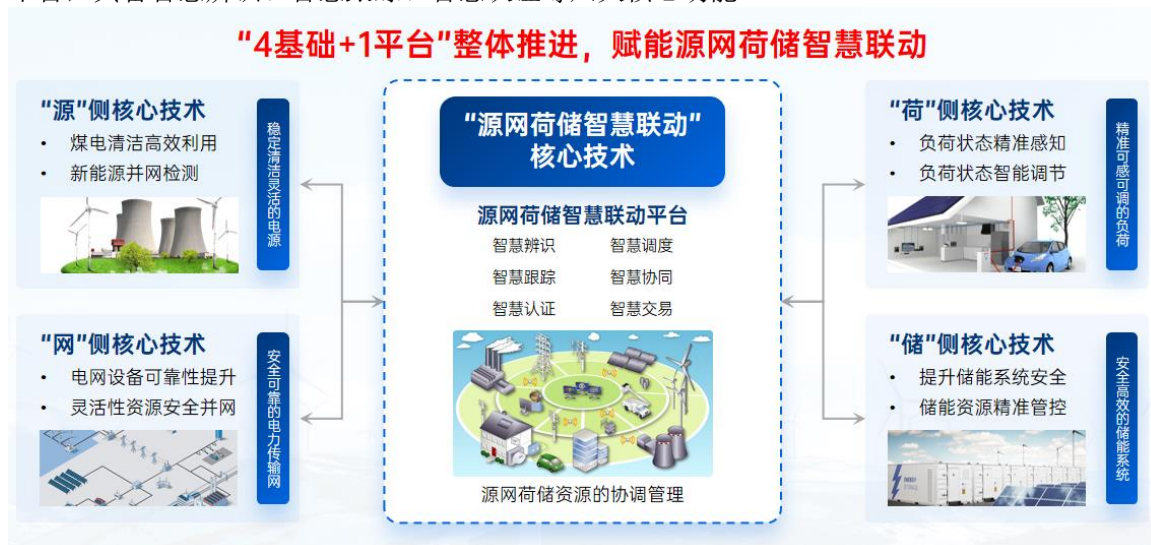 “4基础+1平台”整体推进，赋能源网荷储智慧联动
“源”侧核心技术
• 煤电清洁高效利用
• 新能源并网检测
稳定清洁灵活的电源
“网”侧核心技术
• 电网设备可靠性提升
• 灵活性资源安全并网
安全可靠的电力传输网
“源网荷储智慧联动”
核心技术
源网荷储智慧联动平台
智慧辨识 智慧调度
智慧跟踪 智慧协同
智慧认证 智慧交易
源网荷储资源的协调管理
“荷”侧核心技术
• 负荷状态精准感知
• 负荷状态智能调节
精准可感可调的负荷
“储”侧核心技术
• 提升储能系统安全
• 储能资源精准管控
安全高效的储能系统